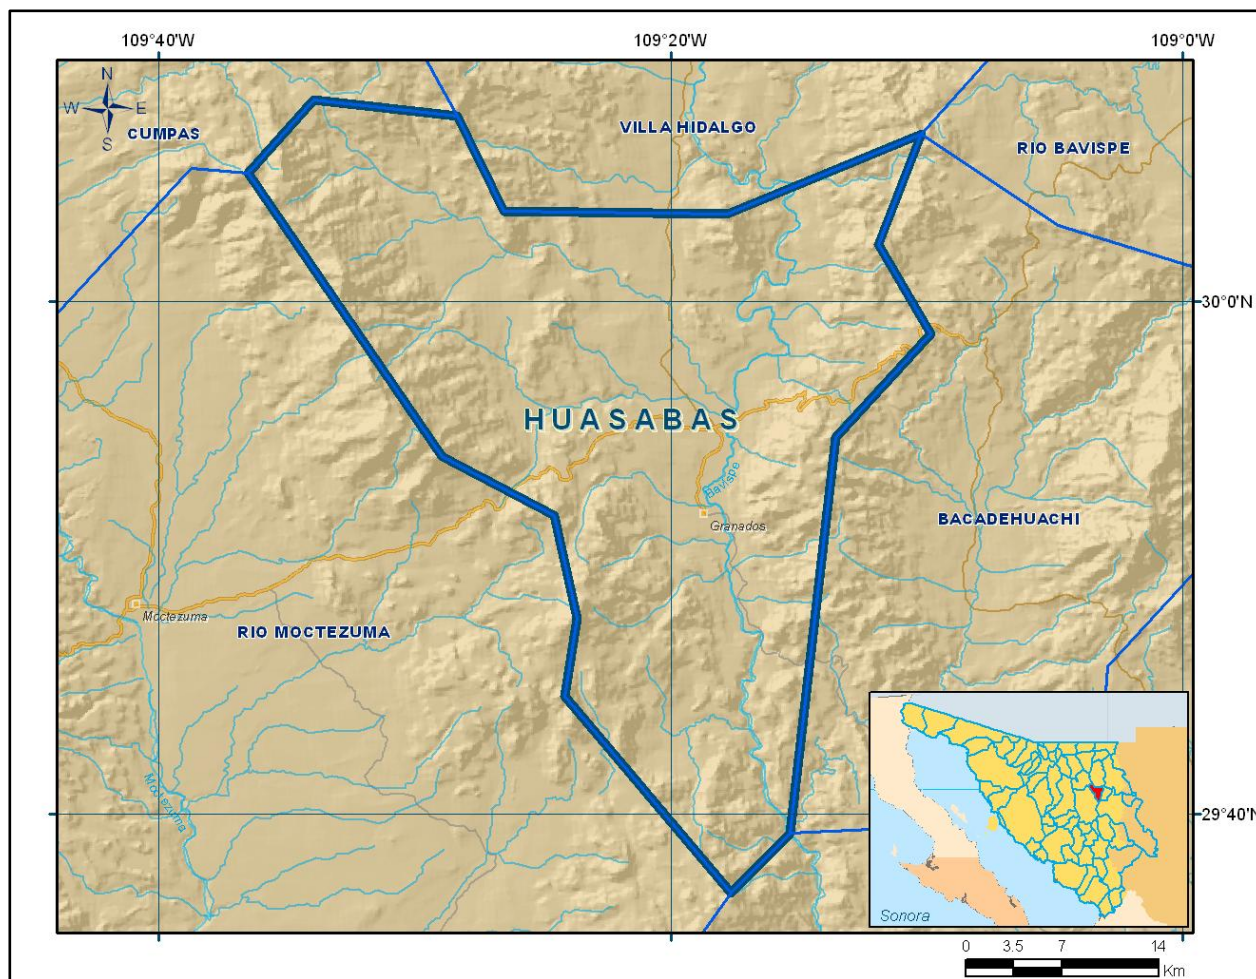 109°40'W
109°20'W
109°0'W
N
W E
S
CUMPAS
VILLA HIDALGO
RIO BAVISPE
30°0'N
HUASABAS
Bavispe
Granados
BACADEHUACHI
Moctezuma
RIO MOCTEZUMA
Moctezuma
29°40'N
Sonora
0 3.5 7 14
Km